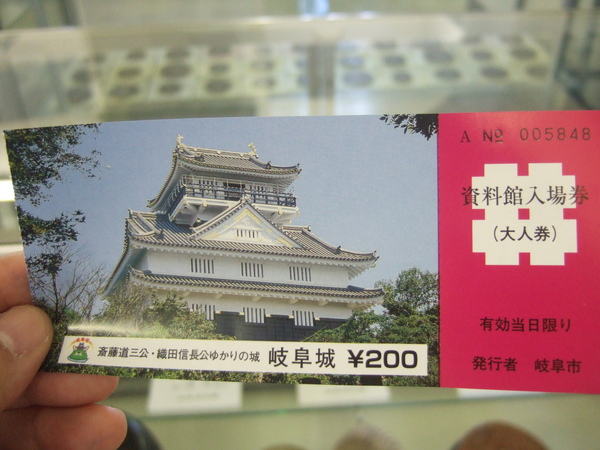 A № 005848
資料館入場券
(大人券)
有効当日限り
発行者 岐阜市
斎藤道三公・織田信長公ゆかりの城 岐阜城 ¥200